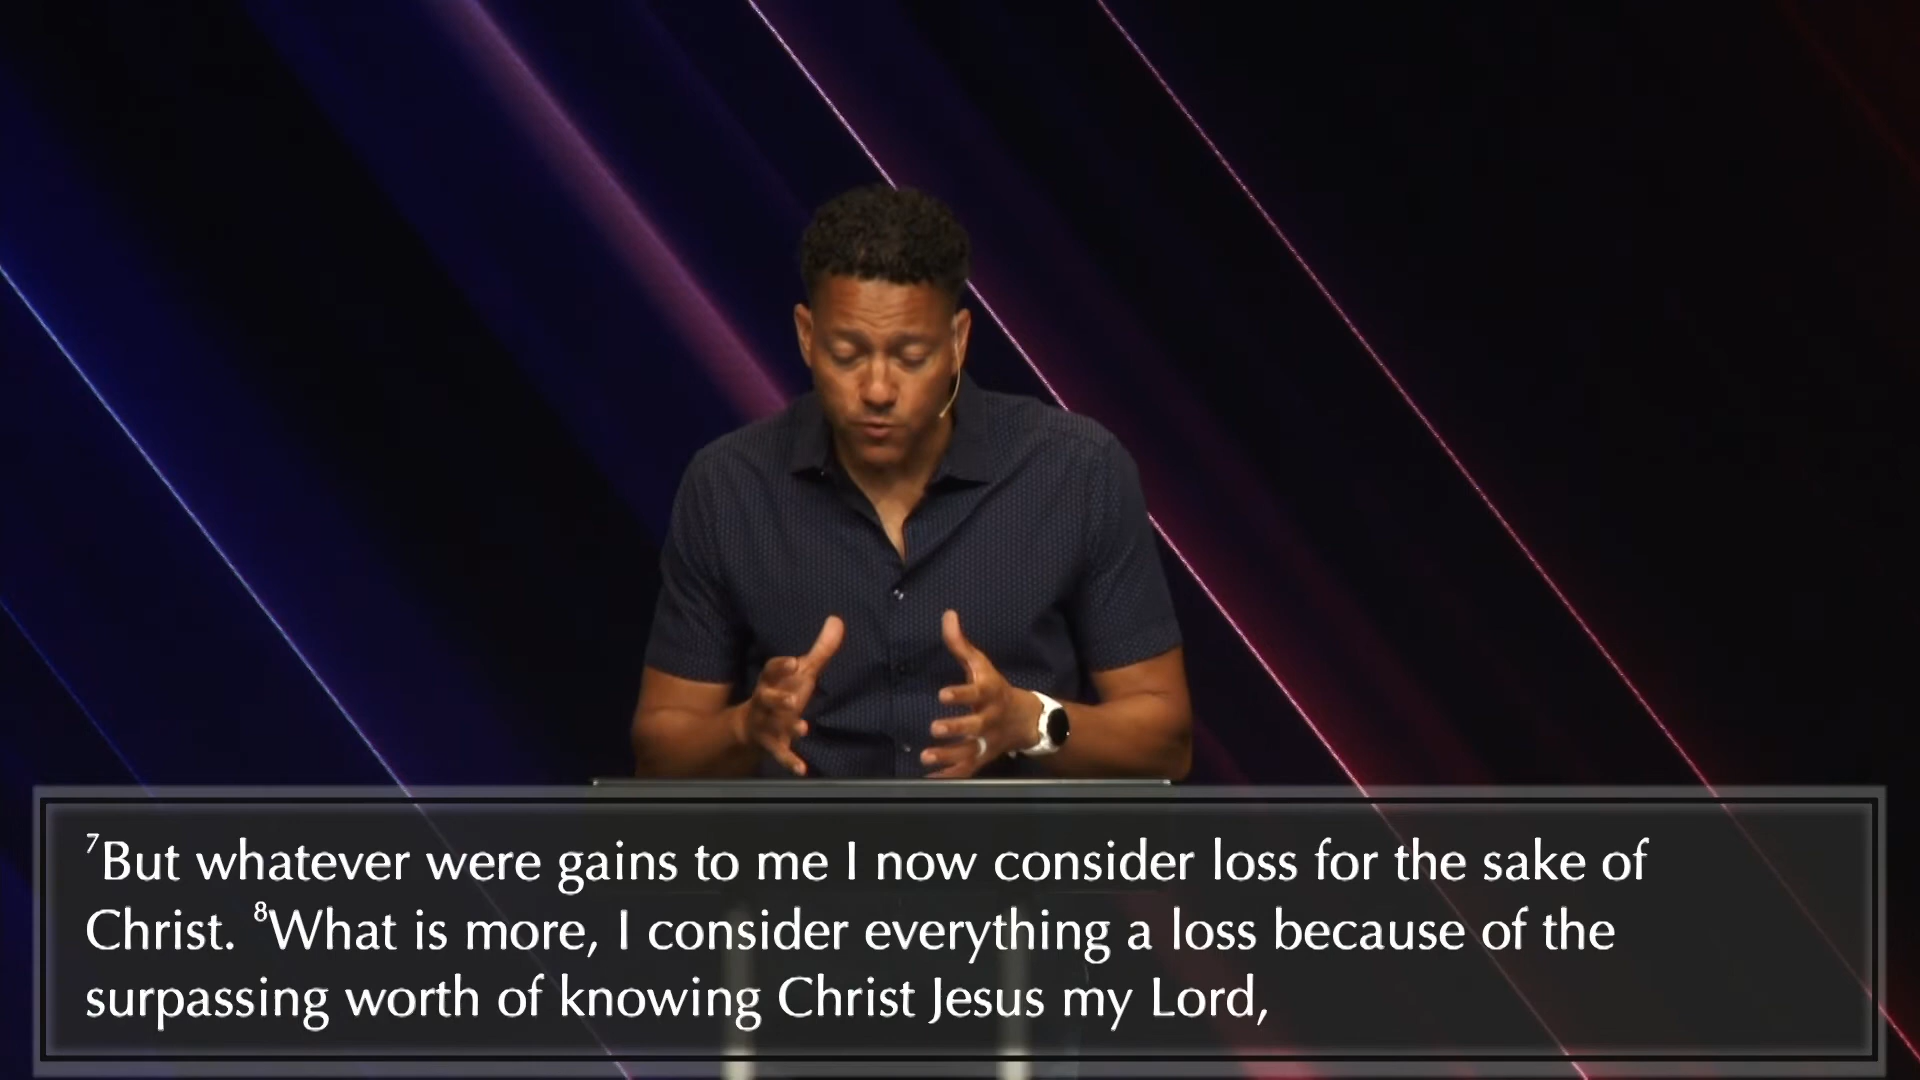 ⁷But whatever were gains to me I now consider loss for the sake of
Christ. ⁸What is more, I consider everything a loss because of the
surpassing worth of knowing Christ Jesus my Lord,